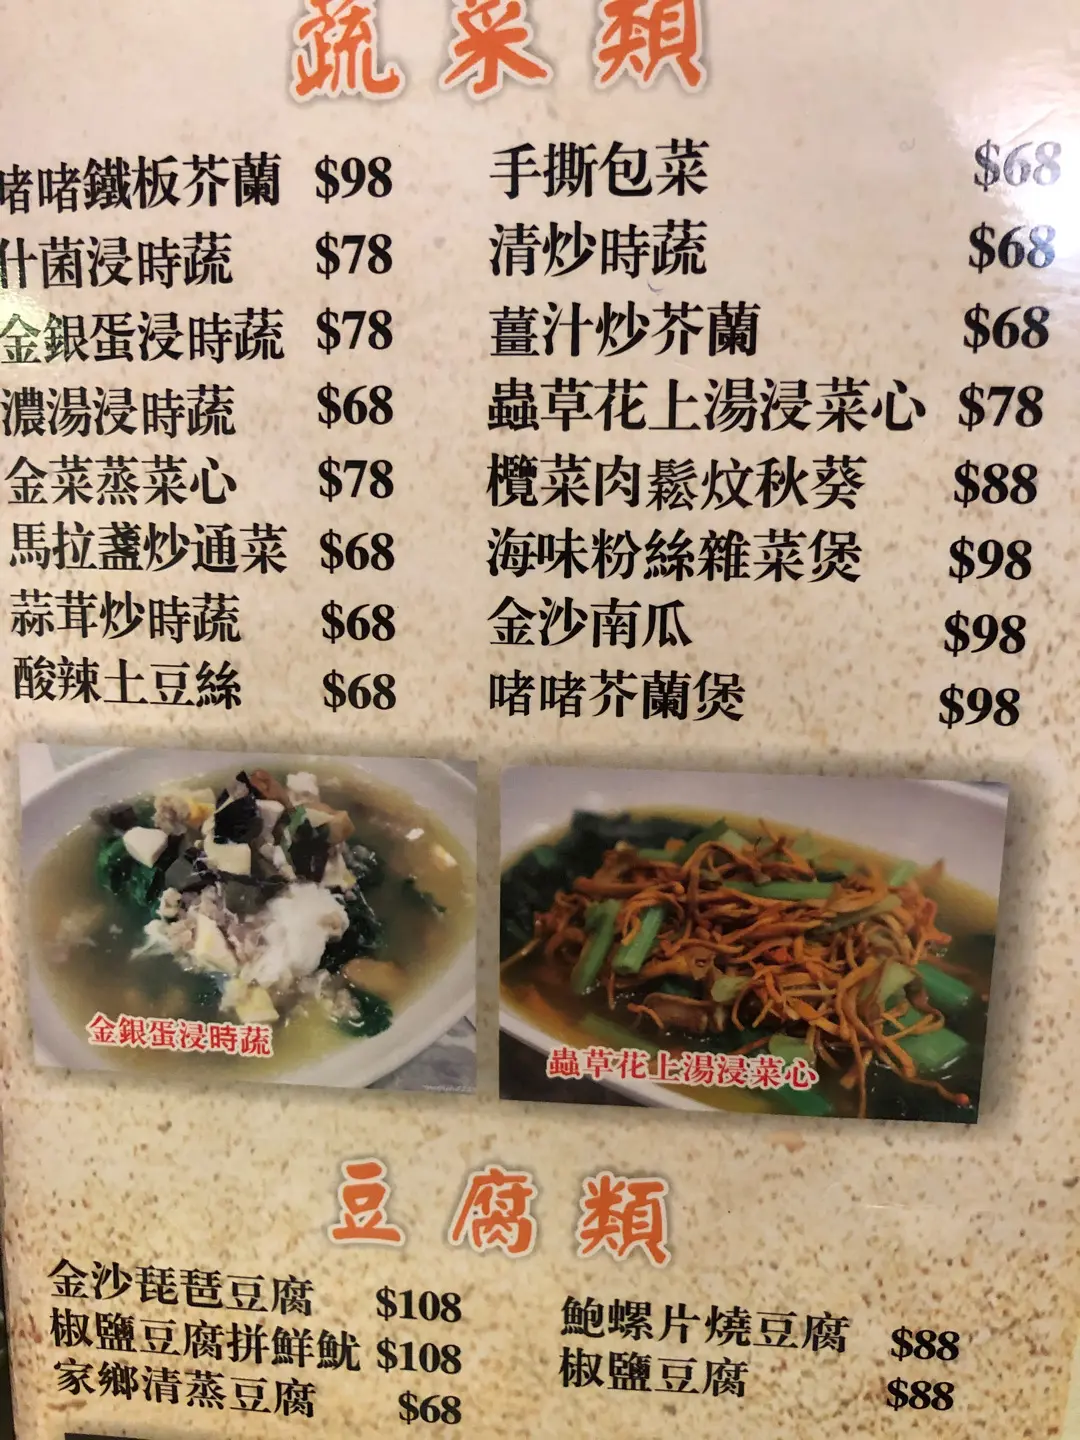 蔬菜類
啫啫鐵板芥蘭 $98
什菌浸時蔬 $78
金銀蛋浸時蔬 $78
濃湯浸時蔬 $68
金菜蒸菜心 $78
馬拉盞炒通菜 $68
蒜茸炒時蔬 $68
酸辣土豆絲 $68
手撕包菜 $68
清炒時蔬 $68
薑汁炒芥蘭 $68
蟲草花上湯浸菜心 $78
欖菜肉鬆炆秋葵 $88
海味粉絲雜菜煲 $98
金沙南瓜 $98
啫啫芥蘭煲 $98
金銀蛋浸時蔬
蟲草花上湯浸菜心
豆腐類
金沙琵琶豆腐 $108
椒鹽豆腐拼鮮魷 $108
家鄉清蒸豆腐 $68
鮑螺片燒豆腐 $88
椒鹽豆腐 $88